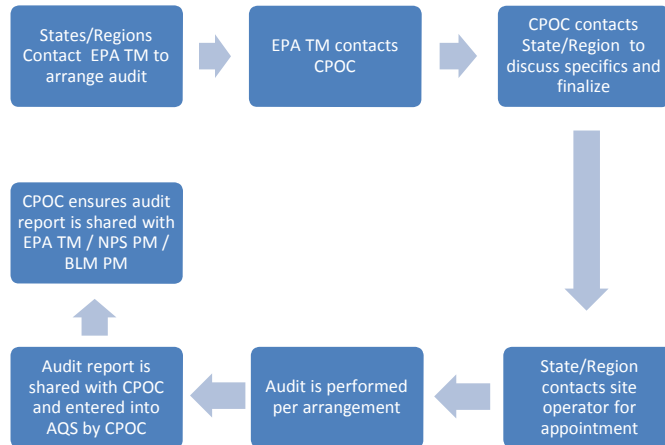 States/Regions
Contact EPA TM to
arrange audit
EPA TM contacts
CPOC
CPOC contacts
State/Region to
discuss specifics and
finalize
State/Region
contacts site
operator for
appointment
Audit is performed
per arrangement
Audit report is
shared with CPOC
and entered into
AQS by CPOC
CPOC ensures audit
report is shared with
EPA TM / NPS PM /
BLM PM